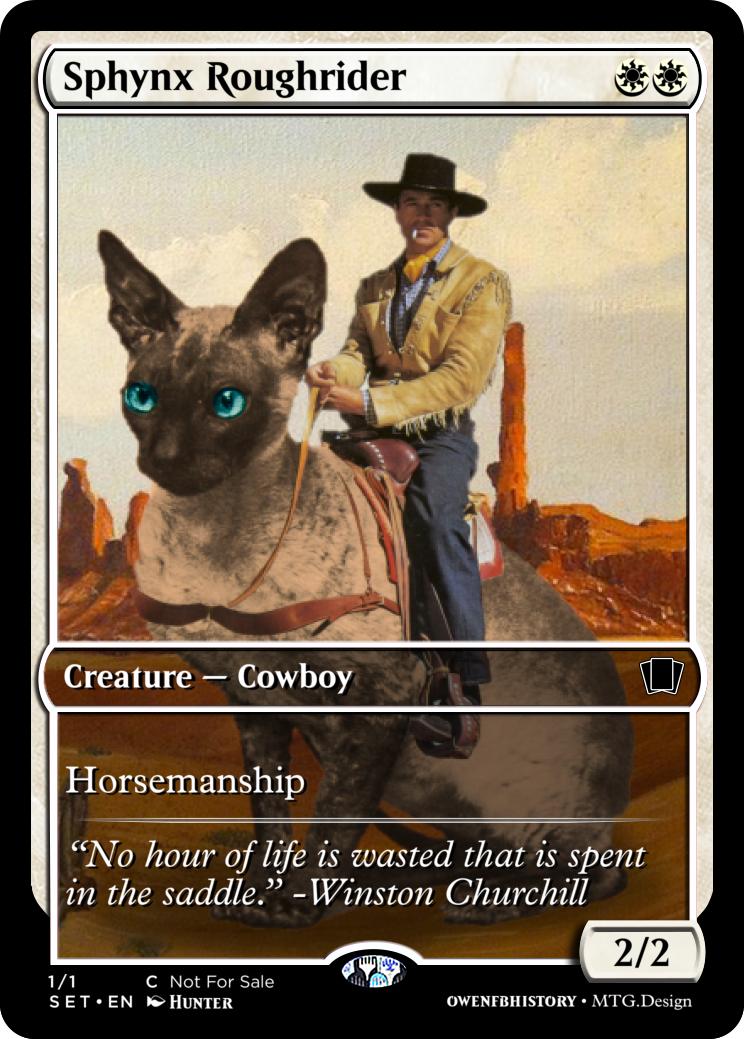 Sphynx Roughrider
Creature — Cowboy
Horsemanship
“No hour of life is wasted that is spent
in the saddle.” -Winston Churchill
2/2
1/1 C Not For Sale
SET • EN HUNTER
OWENFBHISTORY • MTG.Design